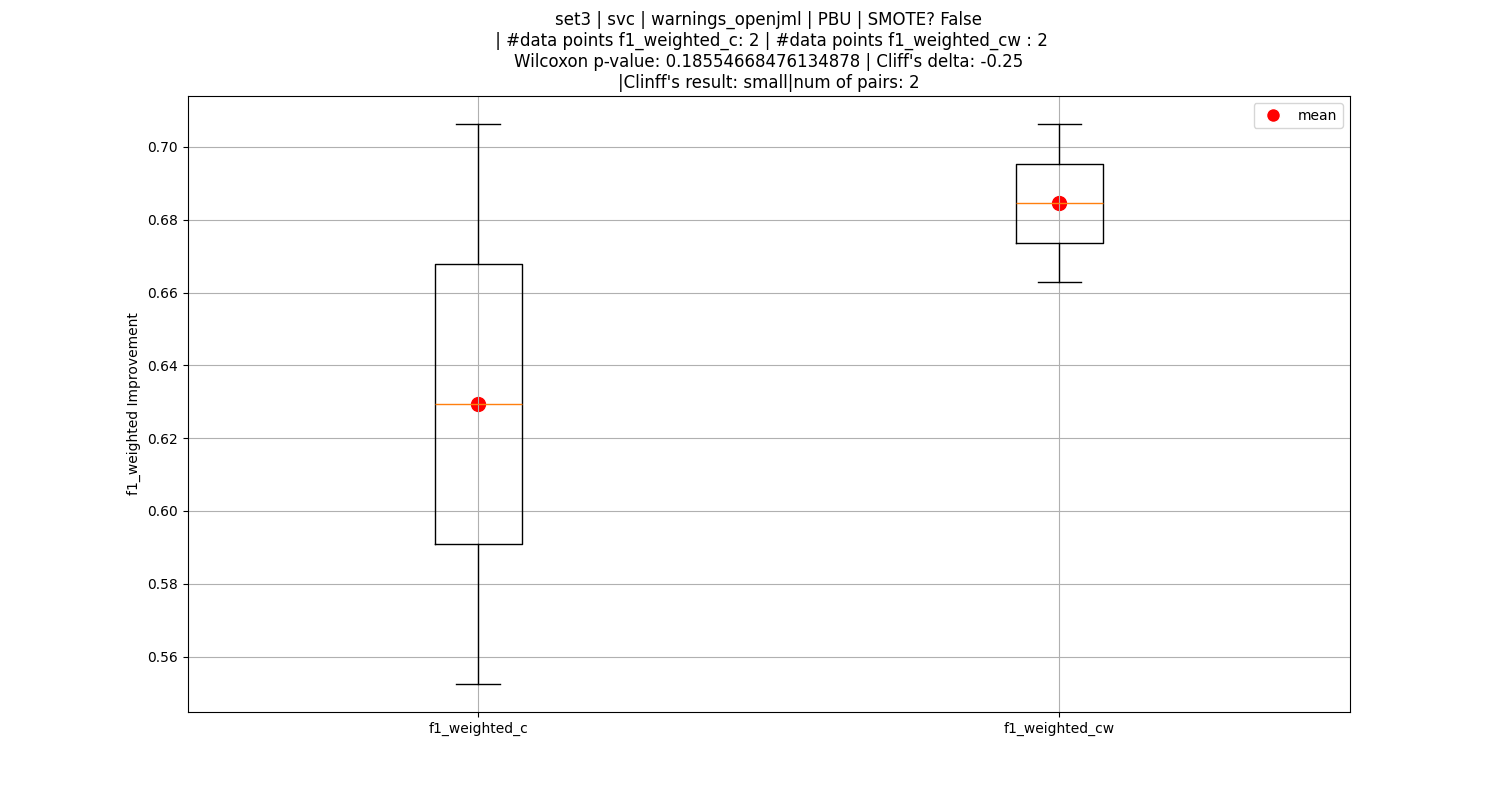 set3 | svc | warnings_openjml | PBU | SMOTE? False
| #data points f1_weighted_c: 2 | #data points f1_weighted_cw : 2
Wilcoxon p-value: 0.18554668476134878 | Cliff's delta: -0.25
|Clinff's result: small|num of pairs: 2
mean
0.70
0.68
0.66
0.64
0.62
0.60
0.58
0.56
f1_weighted Improvement
f1_weighted_c
f1_weighted_cw